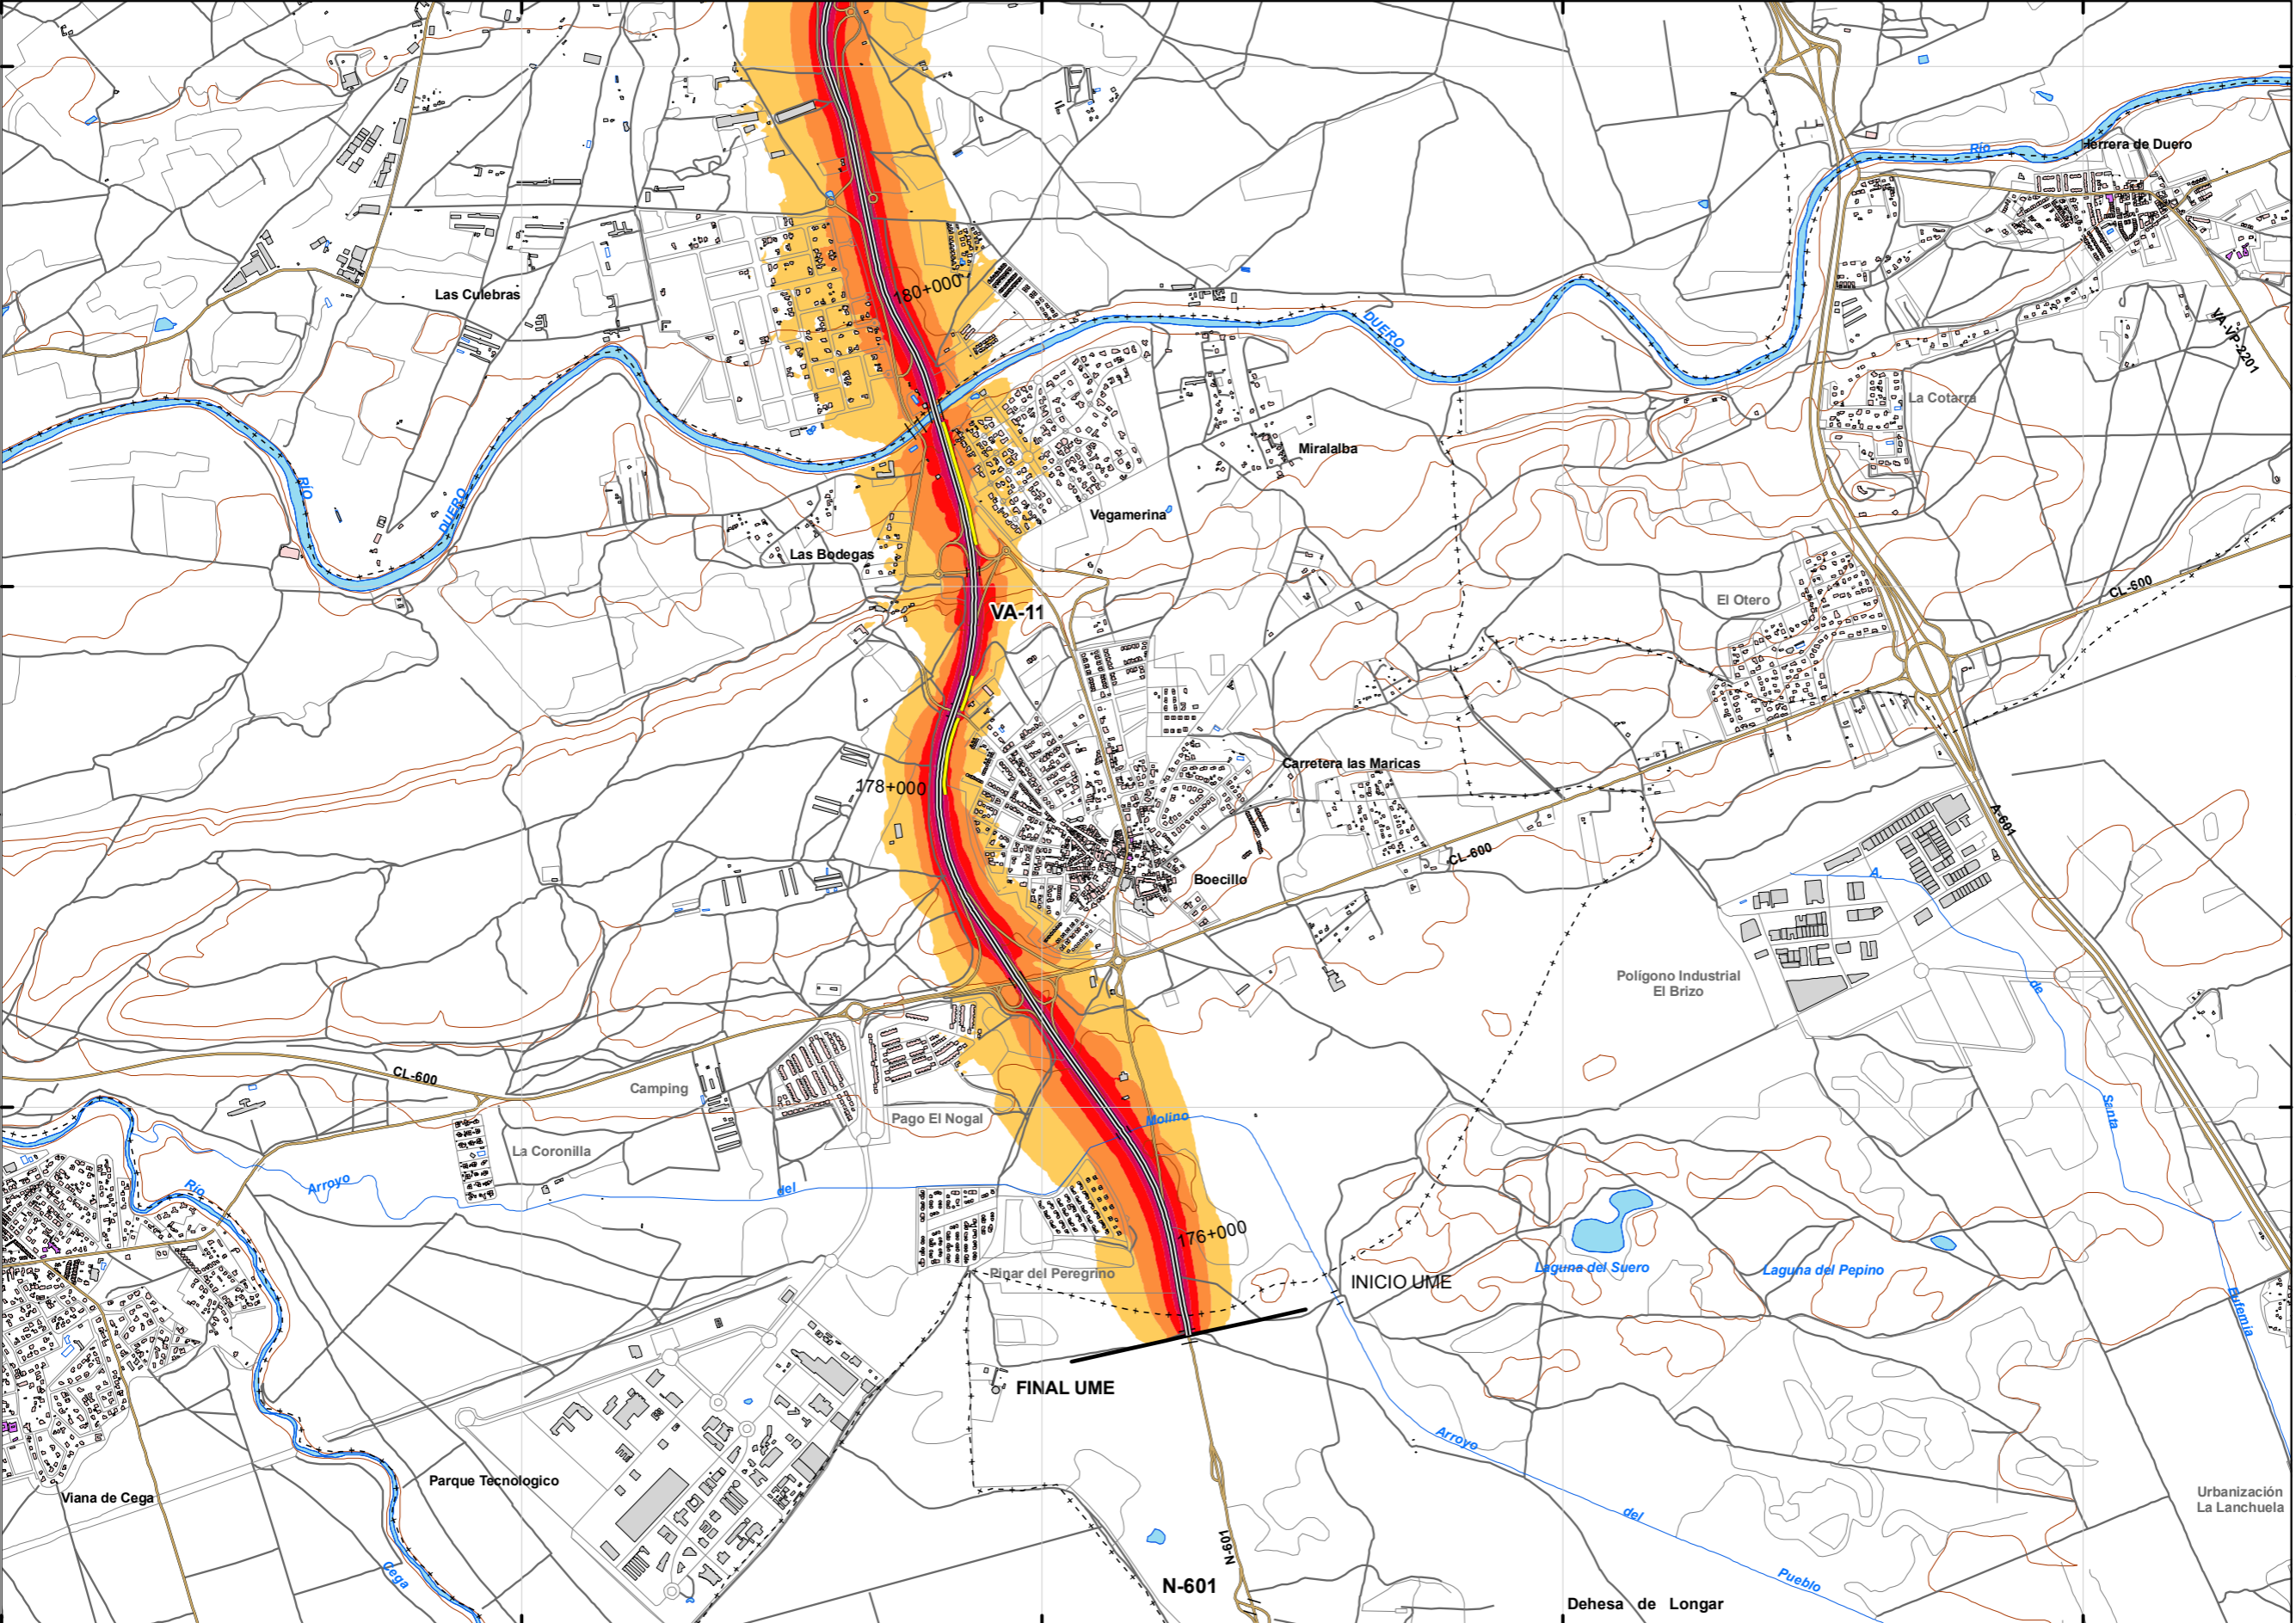 Río
Herrera de Duero
Las Culebras
180+000
DUERO
VA-VP-2201
La Cotarra
Miralalba
RÍO
DUERO
Vegamerina
Las Bodegas
CL-600
El Otero
VA-11
Carretera las Maricas
178+000
A-601
CL-600
Boecillo
A.
Polígono Industrial
El Brizo
de
CL-600
Camping
Pago El Nogal
Molino
Santa
La Coronilla
Río
Arroyo
del
176+000
Pinar del Peregrino
INICIO UME
Laguna del Suero
Laguna del Pepino
Eufemia
FINAL UME
Arroyo
Parque Tecnologico
Viana de Cega
Urbanización
La Lanchuela
del
N-601
Cega
N-601
Pueblo
Dehesa de Longar